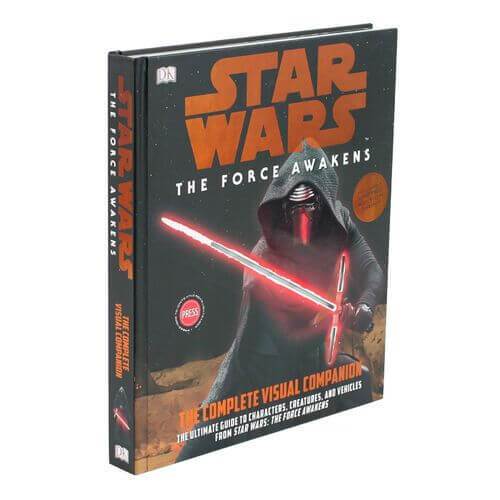 DK
STAR
WARS
THE FORCE AWAKENS
PRESS
THE COMPLETE VISUAL COMPANION
THE ULTIMATE GUIDE TO CHARACTERS, CREATURES, AND VEHICLES
FROM STAR WARS: THE FORCE AWAKENS
STAR WARS
THE FORCE AWAKENS
THE COMPLETE
VISUAL COMPANION
DK